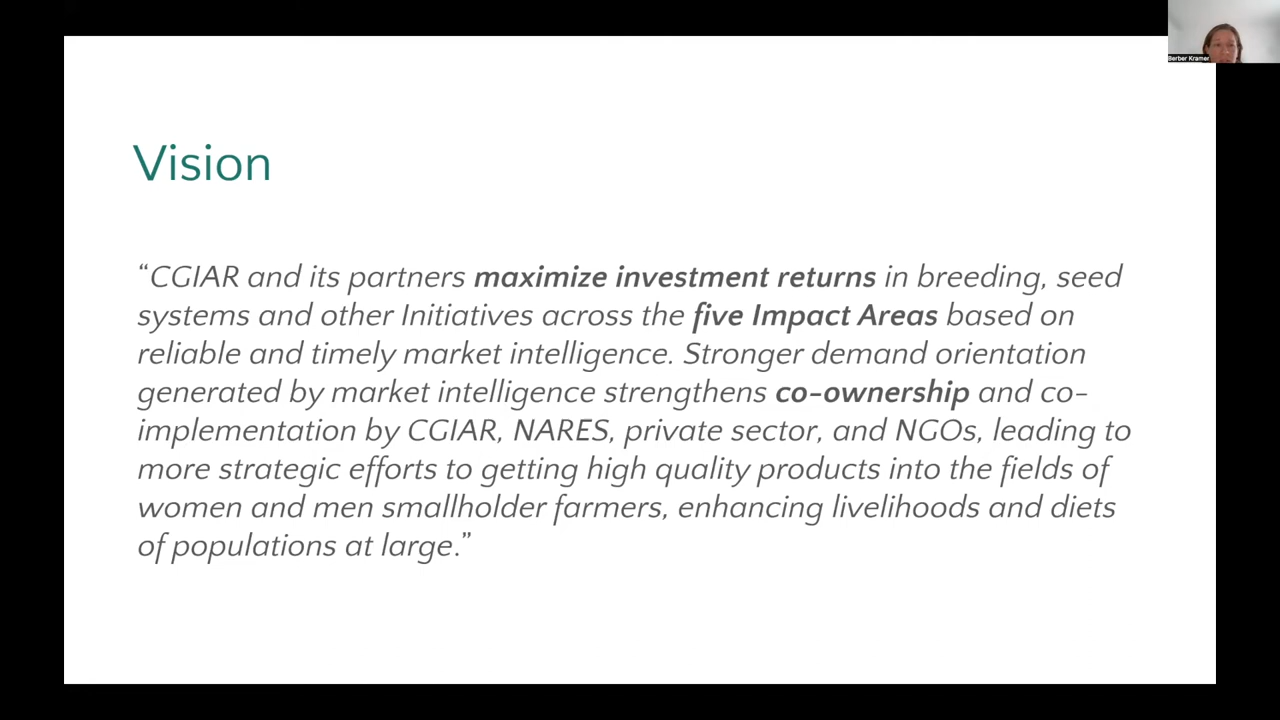 Berber Kramer
Vision
“CGIAR and its partners maximize investment returns in breeding, seed
systems and other Initiatives across the five Impact Areas based on
reliable and timely market intelligence. Stronger demand orientation
generated by market intelligence strengthens co-ownership and co-
implementation by CGIAR, NARES, private sector, and NGOs, leading to
more strategic efforts to getting high quality products into the fields of
women and men smallholder farmers, enhancing livelihoods and diets
of populations at large.”